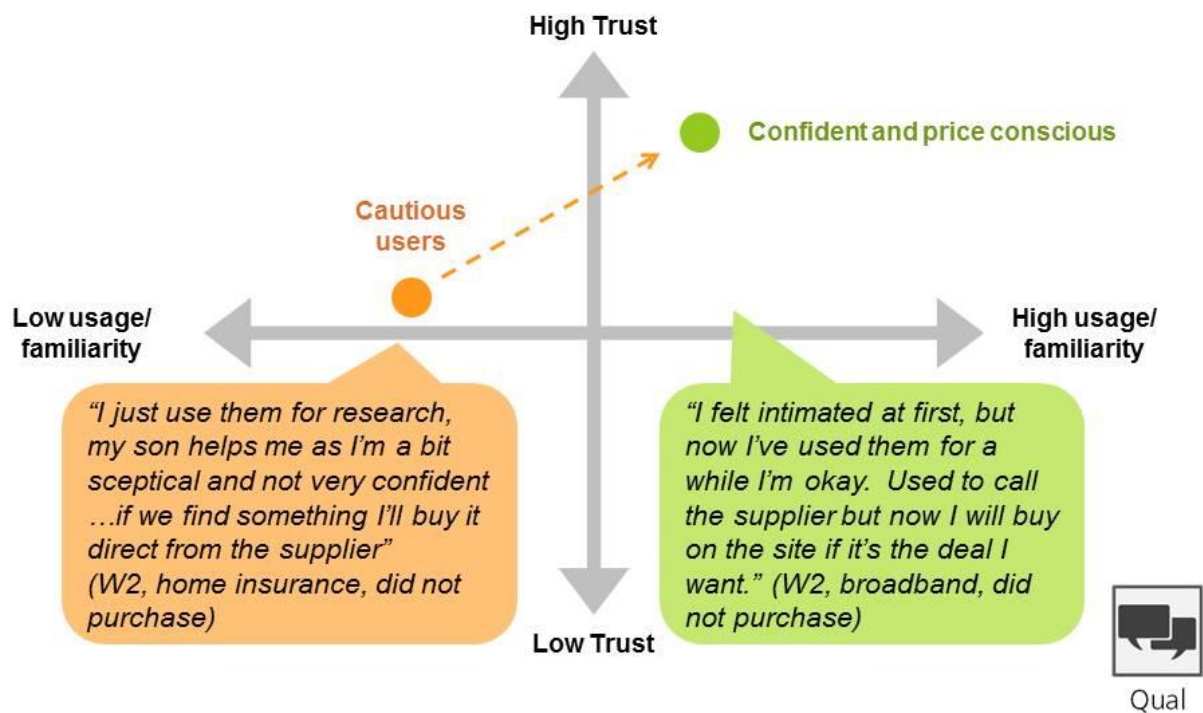 High Trust
Confident and price conscious
Cautious
users
Low usage/
familiarity
High usage/
familiarity
“I just use them for research,
my son helps me as I’m a bit
sceptical and not very confident
…if we find something I’ll buy it
direct from the supplier”
(W2, home insurance, did not
purchase)
“I felt intimated at first, but
now I’ve used them for a
while I’m okay.  Used to call
the supplier but now I will buy
on the site if it’s the deal I
want.” (W2, broadband, did
not purchase)
Low Trust
Qual